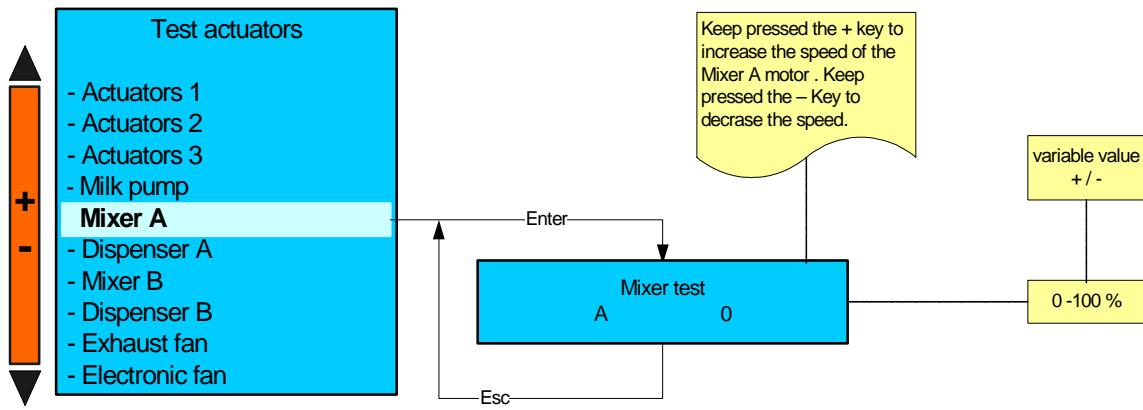 Test actuators
- Actuators 1
- Actuators 2
- Actuators 3
- Milk pump
Mixer A
- Dispenser A
- Mixer B
- Dispenser B
- Exhaust fan
- Electronic fan
+
-
Enter
Esc
Mixer test
A 0
Keep pressed the + key to
increase the speed of the
Mixer A motor . Keep
pressed the – Key to
decrase the speed.
variable value
+ / -
0 -100 %